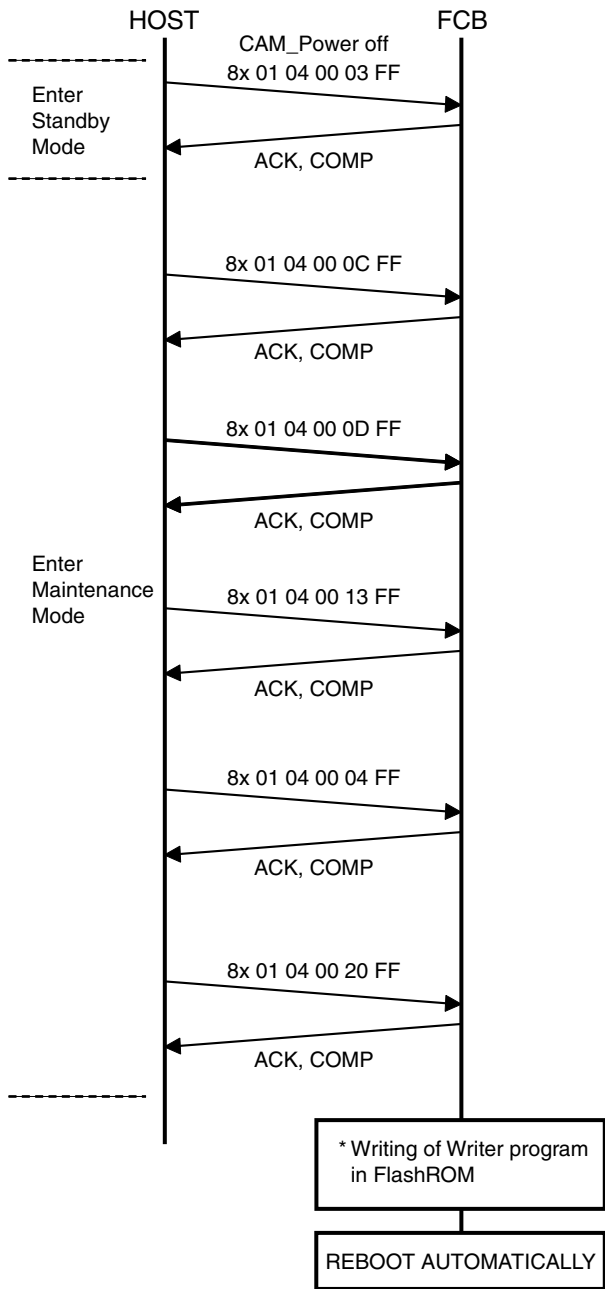 HOST
FCB
CAM_Power off
8x 01 04 00 03 FF
Enter
Standby
Mode
ACK, COMP
8x 01 04 00 0C FF
ACK, COMP
8x 01 04 00 0D FF
ACK, COMP
Enter
Maintenance
Mode
8x 01 04 00 13 FF
ACK, COMP
8x 01 04 00 04 FF
ACK, COMP
8x 01 04 00 20 FF
ACK, COMP
* Writing of Writer program
in FlashROM
REBOOT AUTOMATICALLY